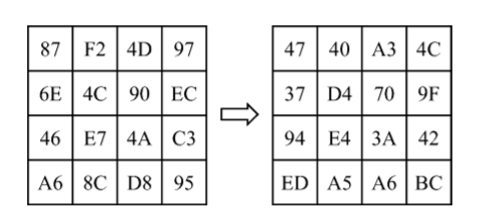 87 F2 4D 97 47 40 A3 4C
6E 4C 90 EC 37 D4 70 9F
46 E7 4A C3 94 E4 3A 42
A6 8C D8 95 ED A5 A6 BC